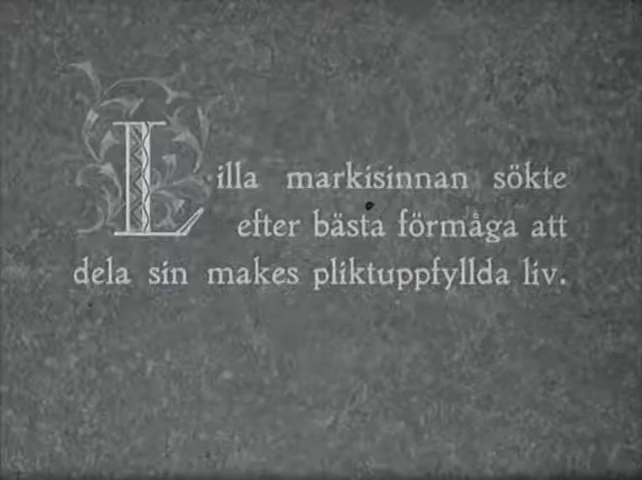 Lilla markisinnan sökte
efter bästa förmåga att
dela sin makes pliktuppfyllda liv.